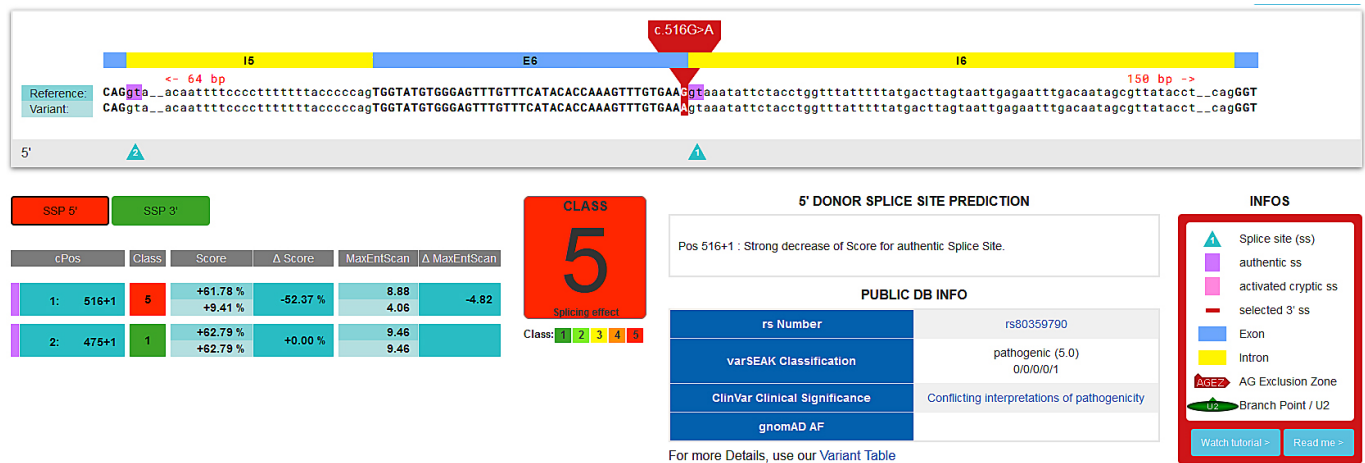 c.516G>A
I5 E6 I6
<- 64 bp 150 bp ->
Reference: CAGgta__acaattttccccttttttttacccccagTGGTATGTGGGAGTTTGTTTCATACACCAAAGTTTGTGAAGgtaaatattctacctggtttatttttatgacttagtaattgagaatttgacaatagcgttatacct__cagGGT
Variant: CAGgta__acaattttccccttttttttacccccagTGGTATGTGGGAGTTTGTTTCATACACCAAAGTTTGTGAAAgtaaatattctacctggtttatttttatgacttagtaattgagaatttgacaatagcgttatacct__cagGGT
5' 2 1
SSP 5' SSP 3'
cPos Class Score Δ Score MaxEntScan Δ MaxEntScan
1: 516+1 5 +61.78 % -52.37 % 8.88 -4.82
+9.41 % 4.06
2: 475+1 1 +62.79 % +0.00 % 9.46
+62.79 % 9.46
CLASS
5
Splicing effect
Class: 1 2 3 4 5
5' DONOR SPLICE SITE PREDICTION
Pos 516+1 : Strong decrease of Score for authentic Splice Site.
PUBLIC DB INFO
rs Number rs80359790
varSEAK Classification pathogenic (5.0)
0/0/0/0/1
ClinVar Clinical Significance Conflicting interpretations of pathogenicity
gnomAD AF
For more Details, use our Variant Table
INFOS
1 Splice site (ss)
authentic ss
activated cryptic ss
selected 3' ss
Exon
Intron
AGEZ AG Exclusion Zone
U2 Branch Point / U2
Watch tutorial > Read me >